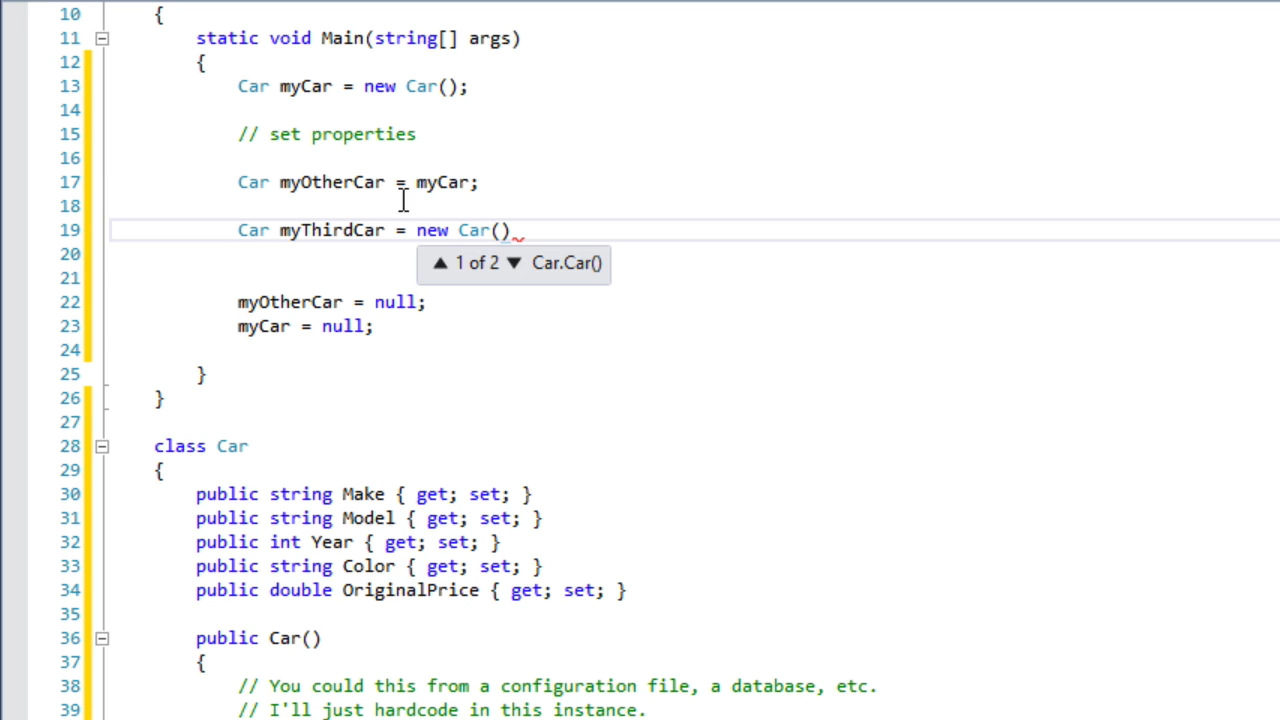 10 {
11 static void Main(string[] args)
12 {
13 Car myCar = new Car();
14
15 // set properties
16
17 Car myOtherCar = myCar;
18
19 Car myThirdCar = new Car()
20
▲ 1 of 2 ▼ Car.Car()
21
22 myOtherCar = null;
23 myCar = null;
24
25 }
26 }
27
28 class Car
29 {
30 public string Make { get; set; }
31 public string Model { get; set; }
32 public int Year { get; set; }
33 public string Color { get; set; }
34 public double OriginalPrice { get; set; }
35
36 public Car()
37 {
38 // You could this from a configuration file, a database, etc.
39 // I'll just hardcode in this instance.